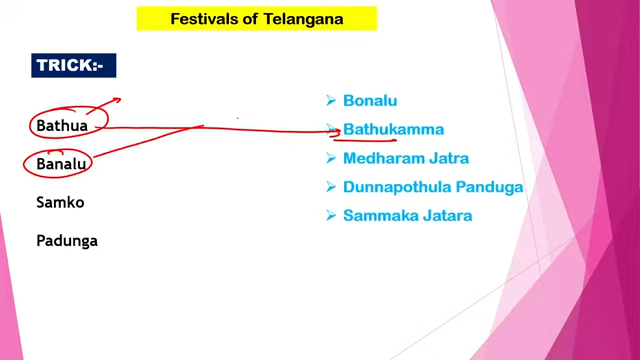 Festivals of Telangana
TRICK:-
Bathua
Banalu
Samko
Padunga
Bonalu
Bathukamma
Medharam Jatra
Dunnapothula Panduga
Sammaka Jatara